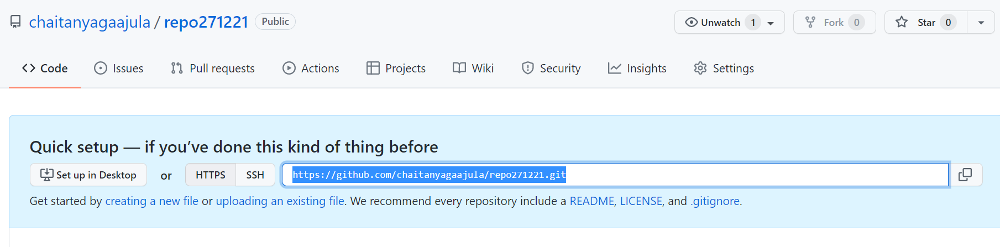 chaitanyagaajula / repo271221 Public Unwatch 1 Fork 0 Star 0
Code Issues Pull requests Actions Projects Wiki Security Insights Settings
Quick setup — if you’ve done this kind of thing before
Set up in Desktop or HTTPS SSH https://github.com/chaitanyagaajula/repo271221.git
Get started by creating a new file or uploading an existing file. We recommend every repository include a README, LICENSE, and .gitignore.